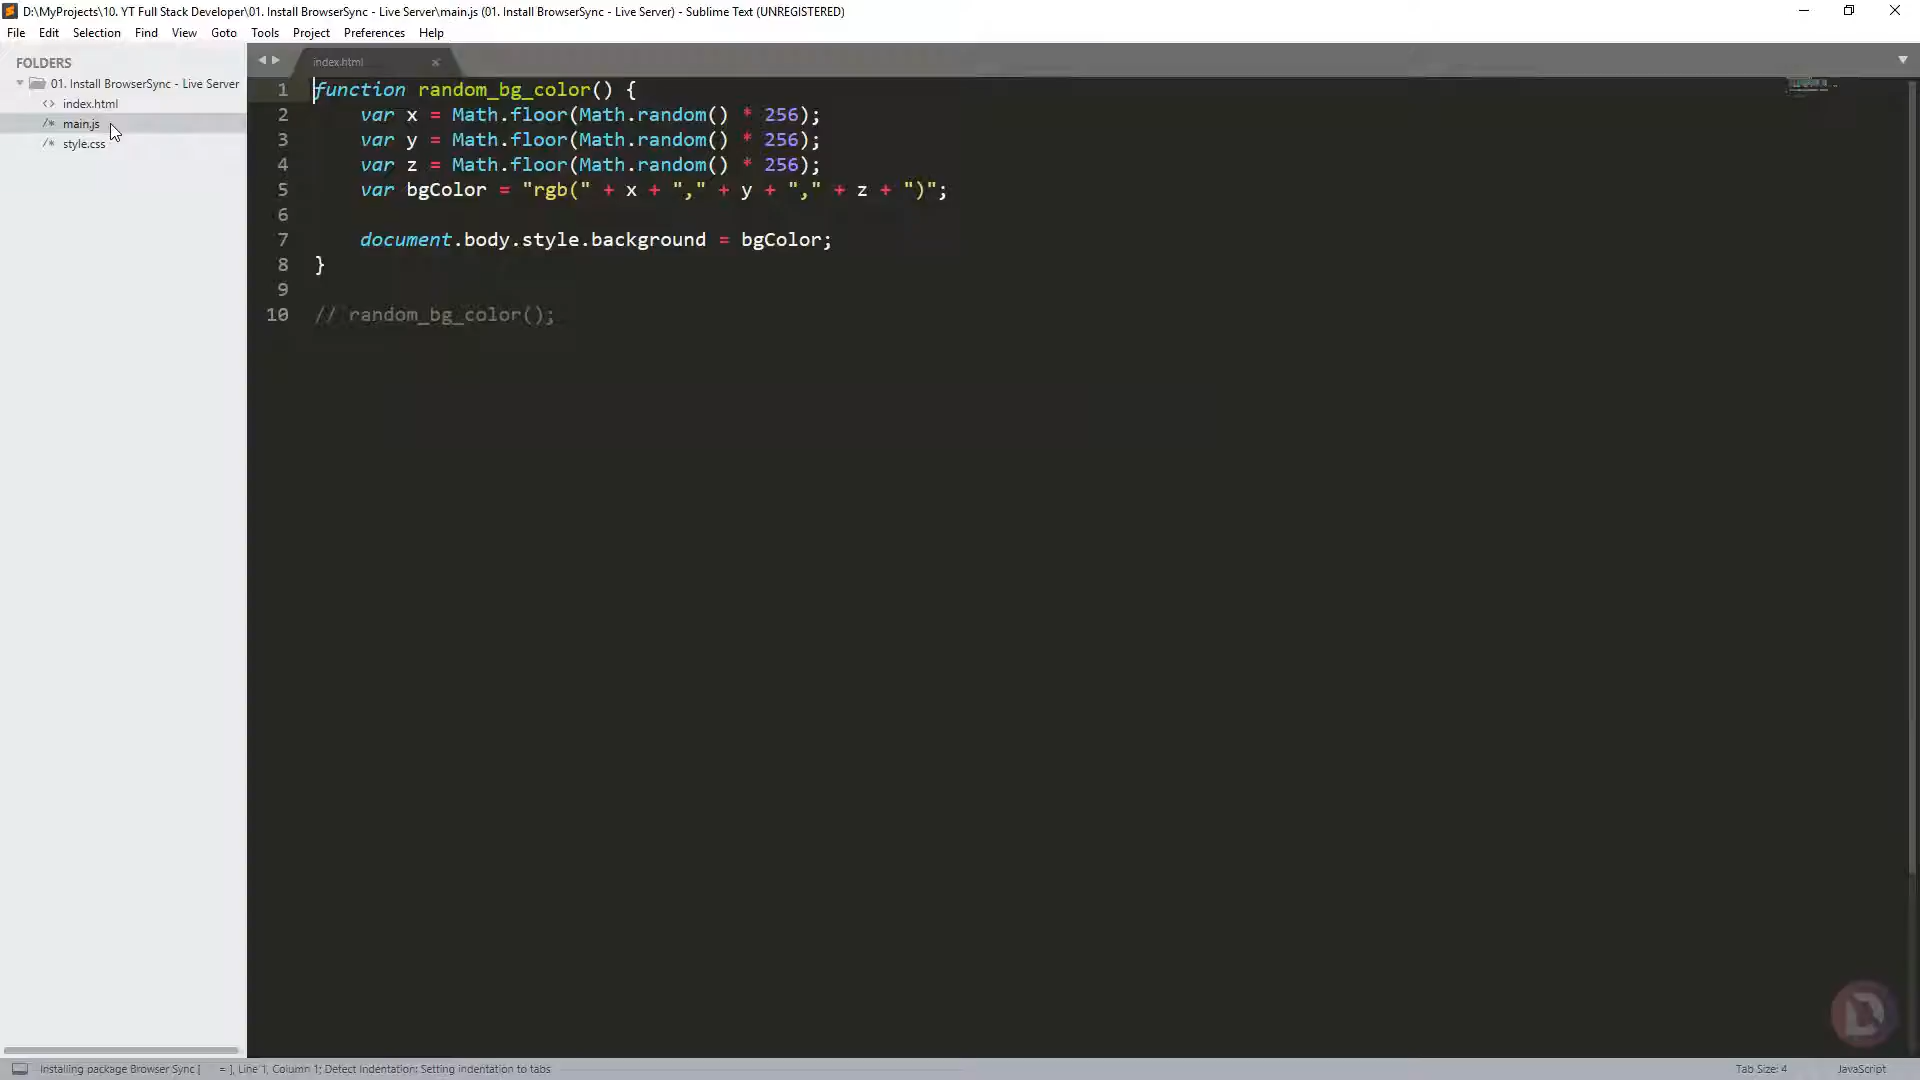 D:\MyProjects\10. YT Full Stack Developer\01. Install BrowserSync - Live Server\main.js (01. Install BrowserSync - Live Server) - Sublime Text (UNREGISTERED)
File Edit Selection Find View Goto Tools Project Preferences Help
FOLDERS
01. Install BrowserSync - Live Server
<> index.html
/* main.js
/* style.css
index.html
1 function random_bg_color() {
2 var x = Math.floor(Math.random() * 256);
3 var y = Math.floor(Math.random() * 256);
4 var z = Math.floor(Math.random() * 256);
5 var bgColor = "rgb(" + x + "," + y + "," + z + ")";
6
7 document.body.style.background = bgColor;
8 }
9
10 // random_bg_color();
Installing package Browser Sync [ = ], Line 1, Column 1; Detect Indentation: Setting indentation to tabs
Tab Size: 4 JavaScript